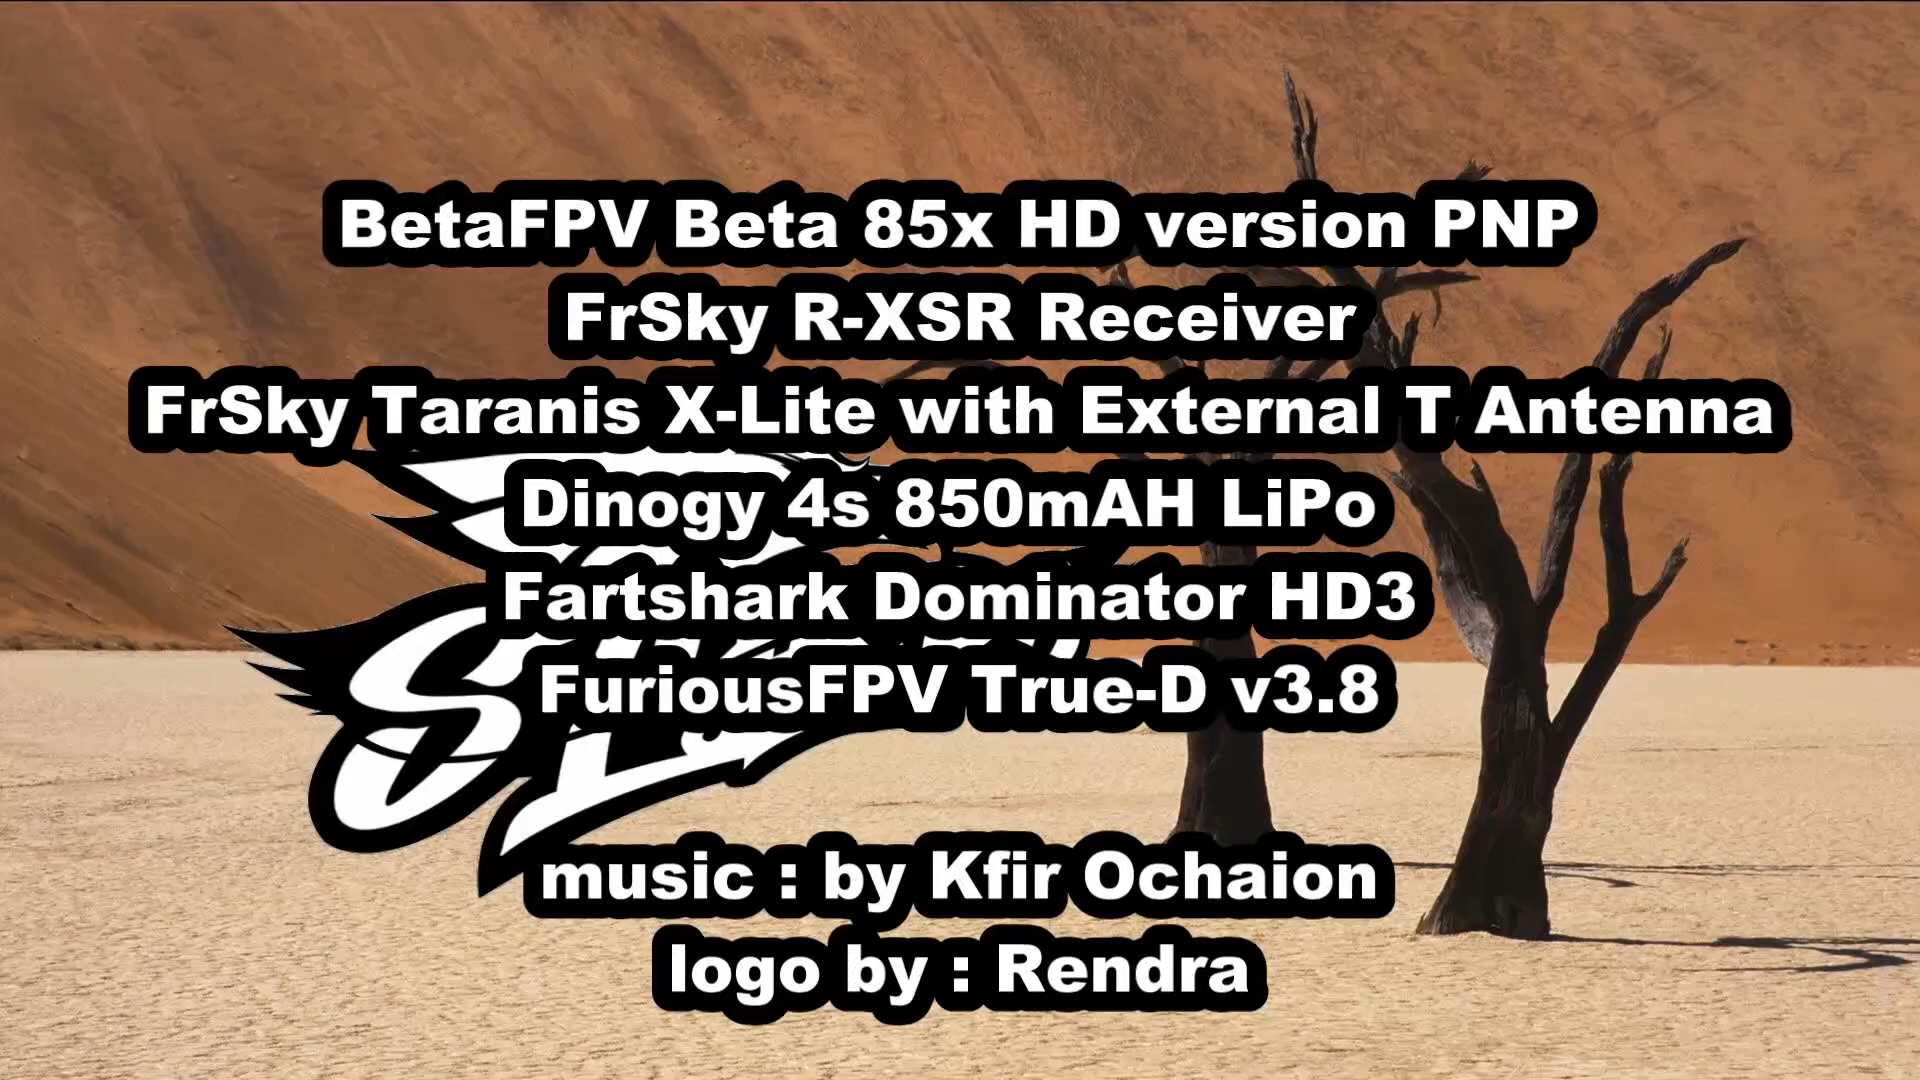 BetaFPV Beta 85x HD version PNP
FrSky R-XSR Receiver
FrSky Taranis X-Lite with External T Antenna
Dinogy 4s 850mAH LiPo
Fartshark Dominator HD3
FuriousFPV True-D v3.8
music : by Kfir Ochaion
logo by : Rendra